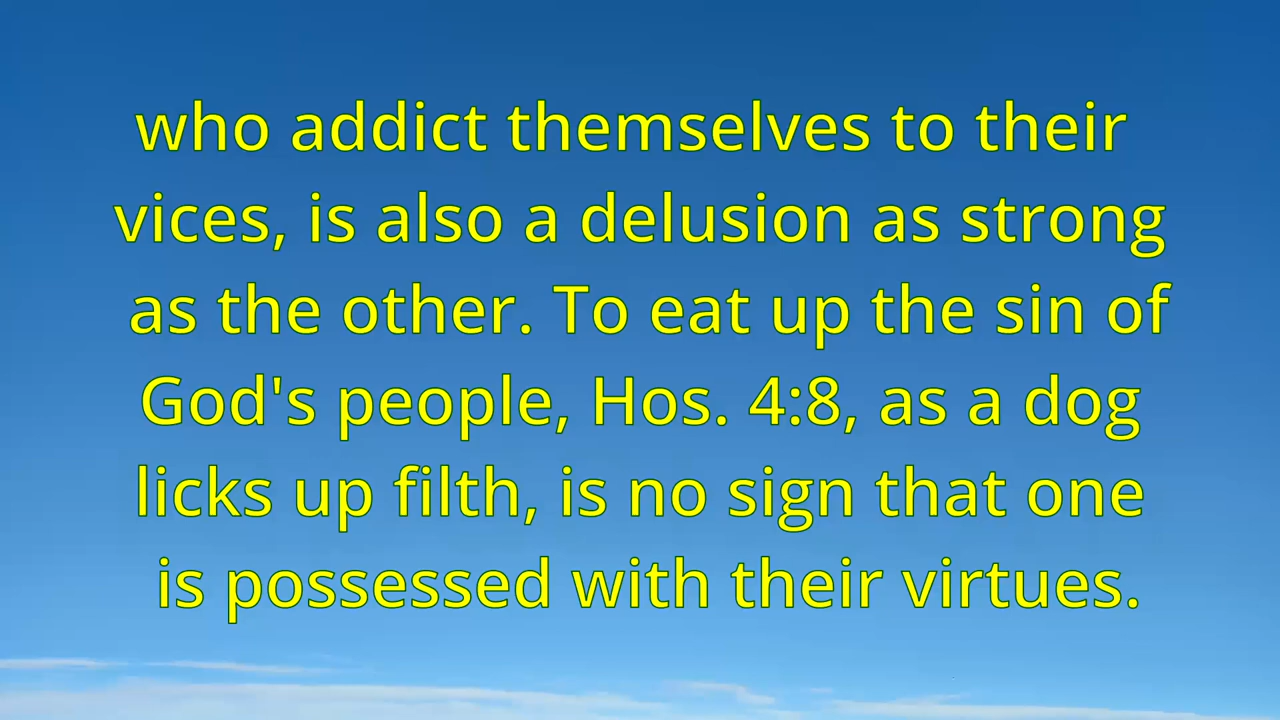 who addict themselves to their
vices, is also a delusion as strong
as the other. To eat up the sin of
God's people, Hos. 4:8, as a dog
licks up filth, is no sign that one
is possessed with their virtues.